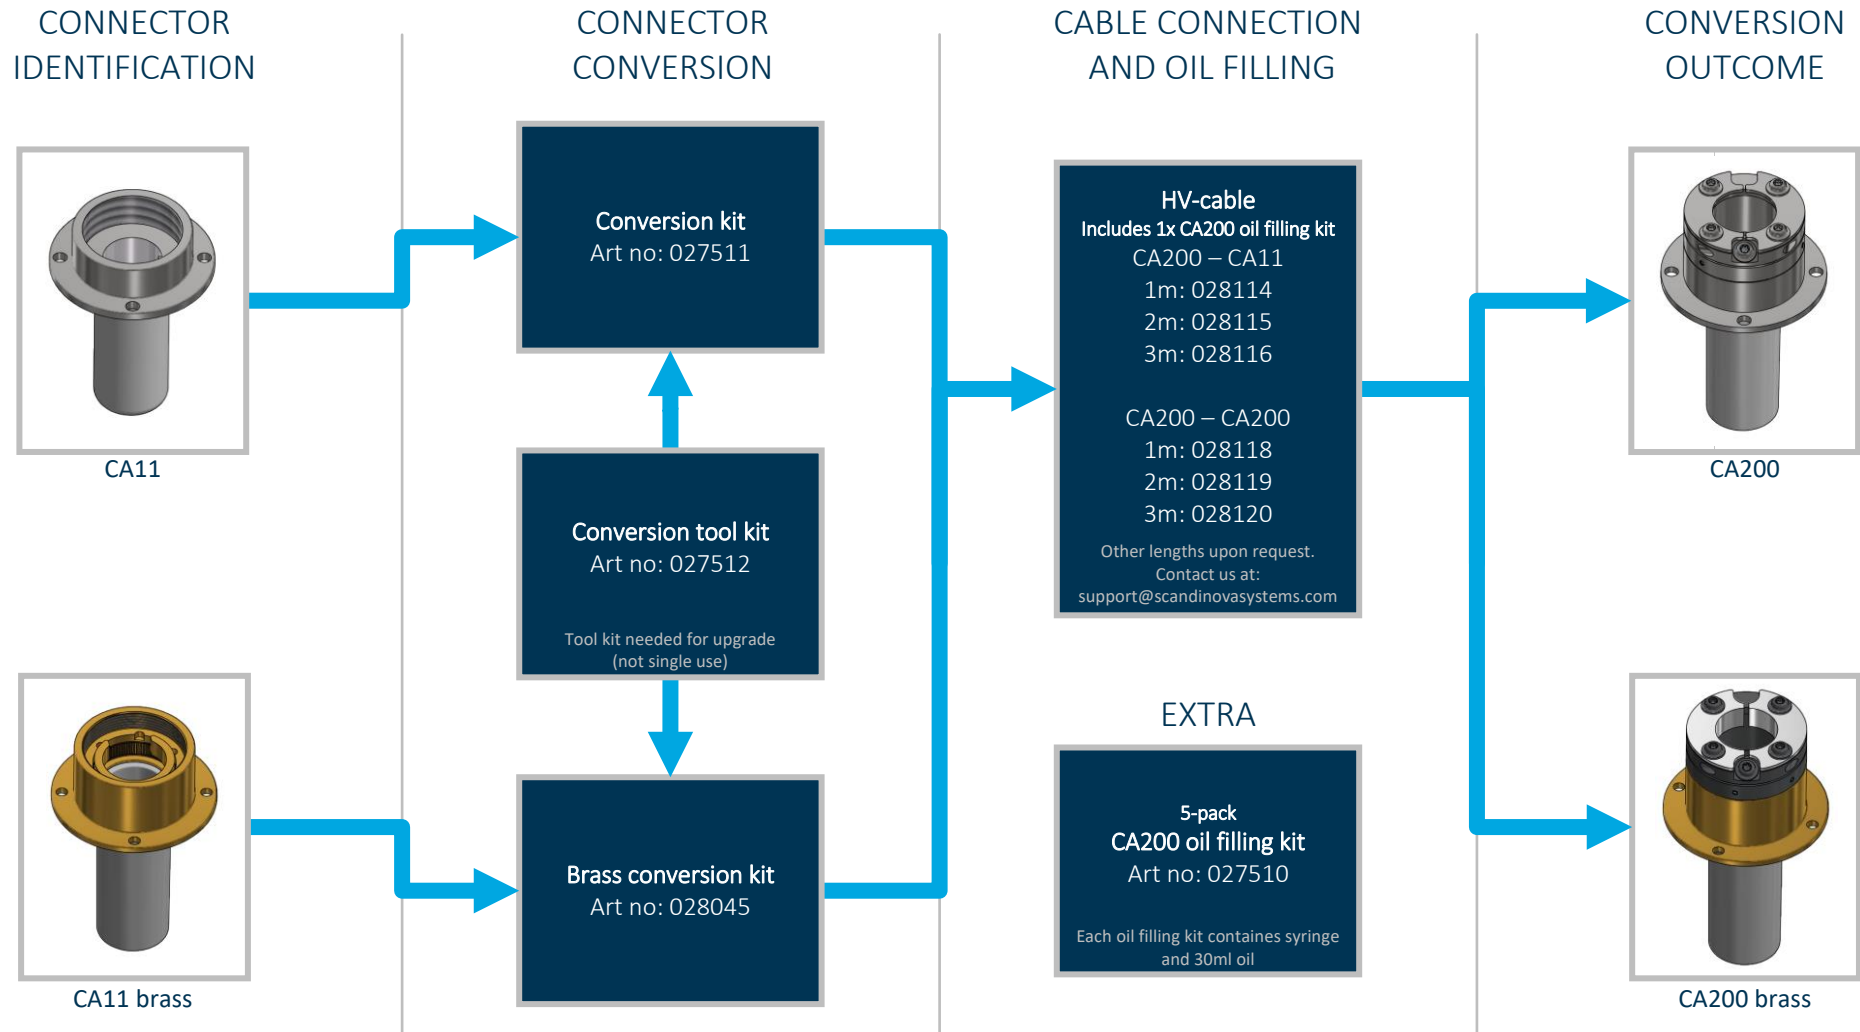 CONNECTOR
IDENTIFICATION
CA11
CA11 brass
CONNECTOR
CONVERSION
Conversion kit
Art no: 027511
Conversion tool kit
Art no: 027512
Tool kit needed for upgrade
(not single use)
Brass conversion kit
Art no: 028045
CABLE CONNECTION
AND OIL FILLING
HV-cable
Includes 1x CA200 oil filling kit
CA200 – CA11
1m: 028114
2m: 028115
3m: 028116
CA200 – CA200
1m: 028118
2m: 028119
3m: 028120
Other lengths upon request.
Contact us at:
support@scandinovasystems.com
EXTRA
5-pack
CA200 oil filling kit
Art no: 027510
Each oil filling kit containes syringe
and 30ml oil
CONVERSION
OUTCOME
CA200
CA200 brass